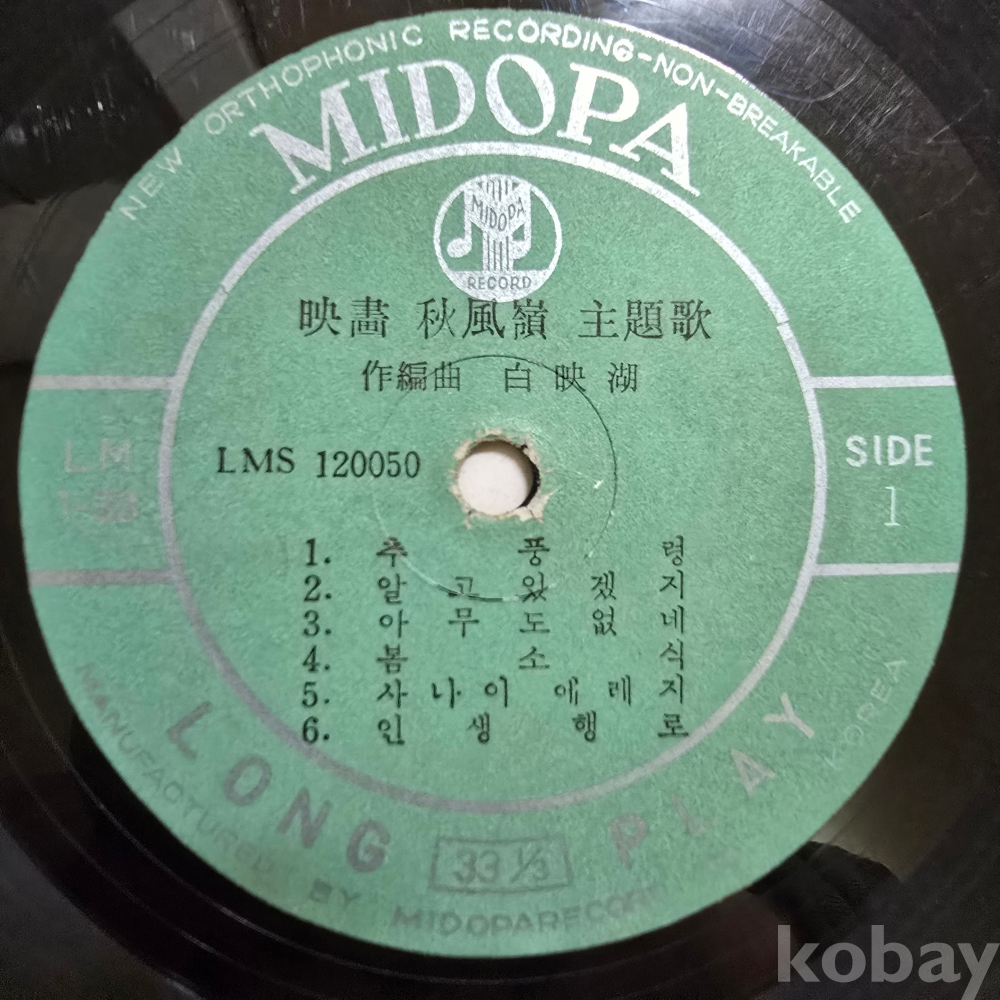 NEW ORTHOPHONIC RECORDING-NON-BREAKABLE
MIDOPA
MIDOPA
RECORD
映畵 秋風嶺 主題歌
作編曲 白映湖
LM
LMS 120050
SIDE
1
1. 추풍령
2. 알고있겠지
3. 아무도없네
4. 봄소식
5. 사나이 에레지
6. 인생행로
LONG PLAY
33 1/3
MANUFACTURED BY MIDOPARECORD KOREA
kobay